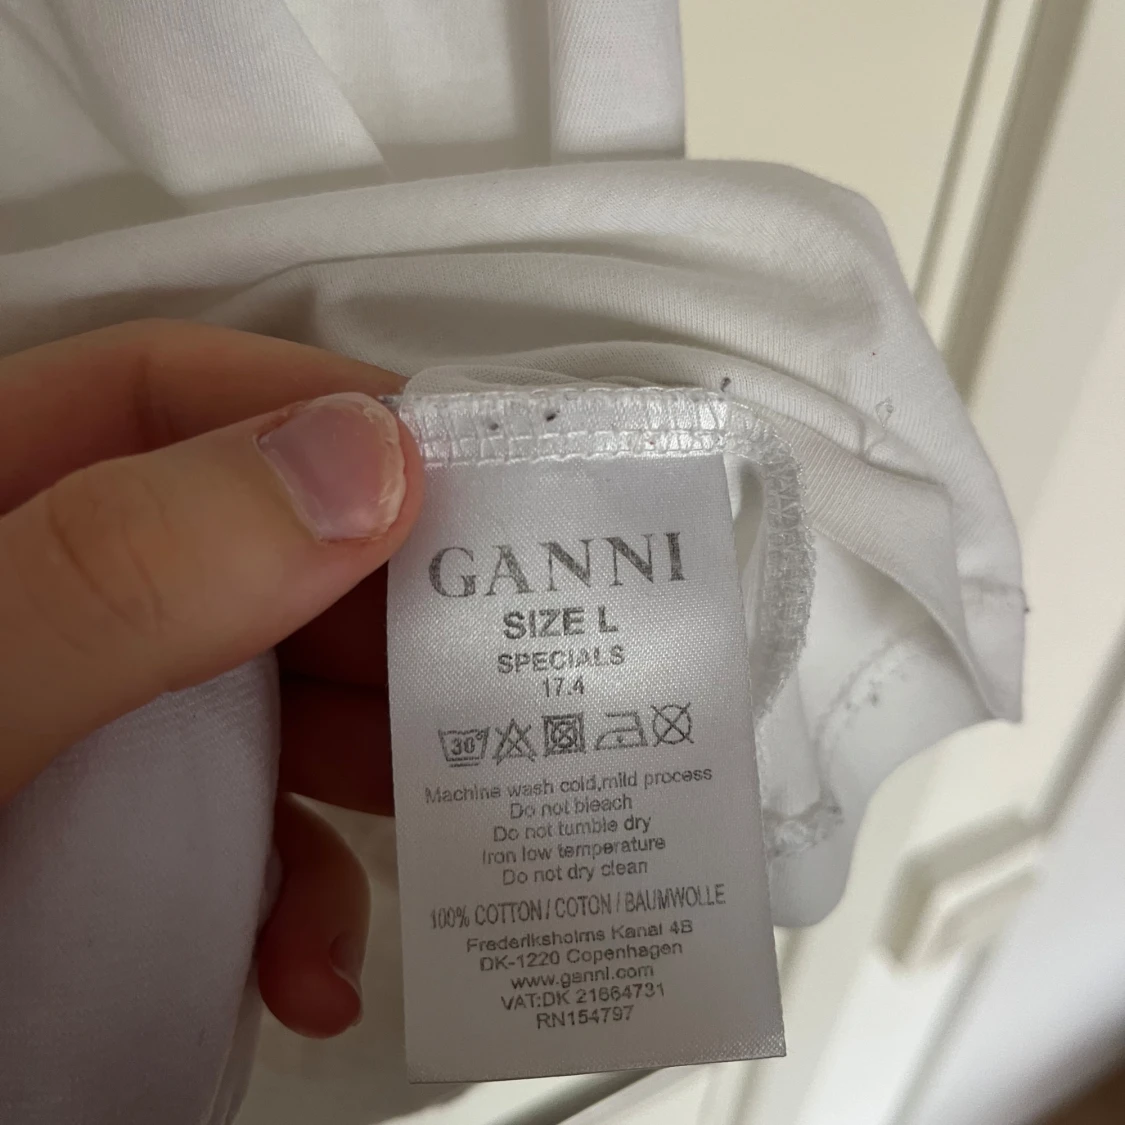 GANNI
SIZE L
SPECIALS
17.4
30°
Machine wash cold,mild process
Do not bleach
Do not tumble dry
Iron low temperature
Do not dry clean
100% COTTON / COTON / BAUMWOLLE
Frederiksholms Kanal 4B
DK-1220 Copenhagen
www.ganni.com
VAT:DK 21664731
RN154797